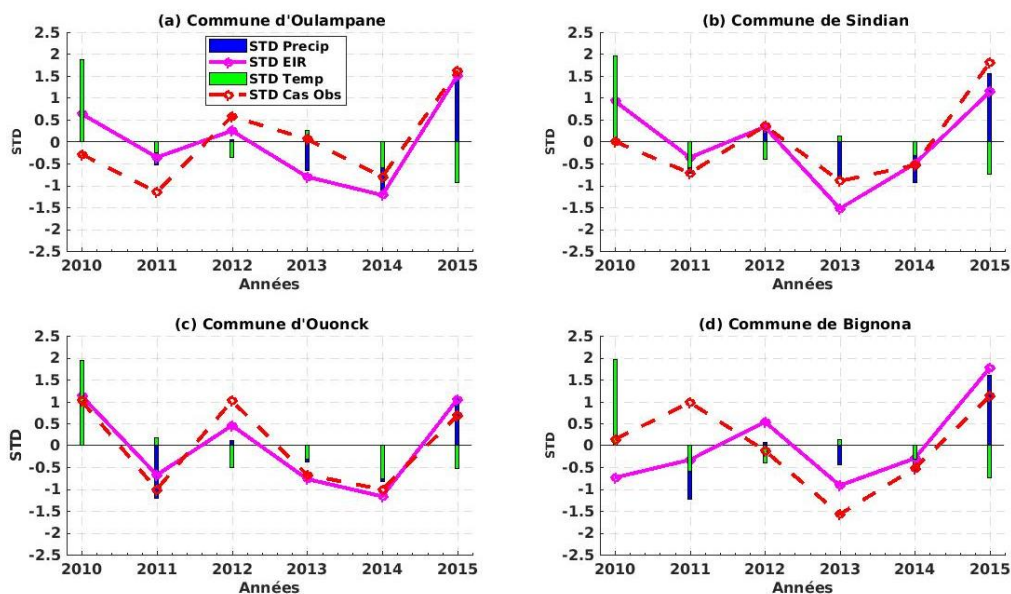 (a) Commune d'Oulampane
2.5
2
1.5
1
0.5
0
-0.5
-1
-1.5
-2
-2.5
STD
STD Precip
STD EIR
STD Temp
STD Cas Obs
2010 2011 2012 2013 2014 2015
Années
(b) Commune de Sindian
2.5
2
1.5
1
0.5
0
-0.5
-1
-1.5
-2
-2.5
STD
2010 2011 2012 2013 2014 2015
Années
(c) Commune d'Ouonck
2.5
2
1.5
1
0.5
0
-0.5
-1
-1.5
-2
-2.5
STD
2010 2011 2012 2013 2014 2015
Années
(d) Commune de Bignona
2.5
2
1.5
1
0.5
0
-0.5
-1
-1.5
-2
-2.5
STD
2010 2011 2012 2013 2014 2015
Années